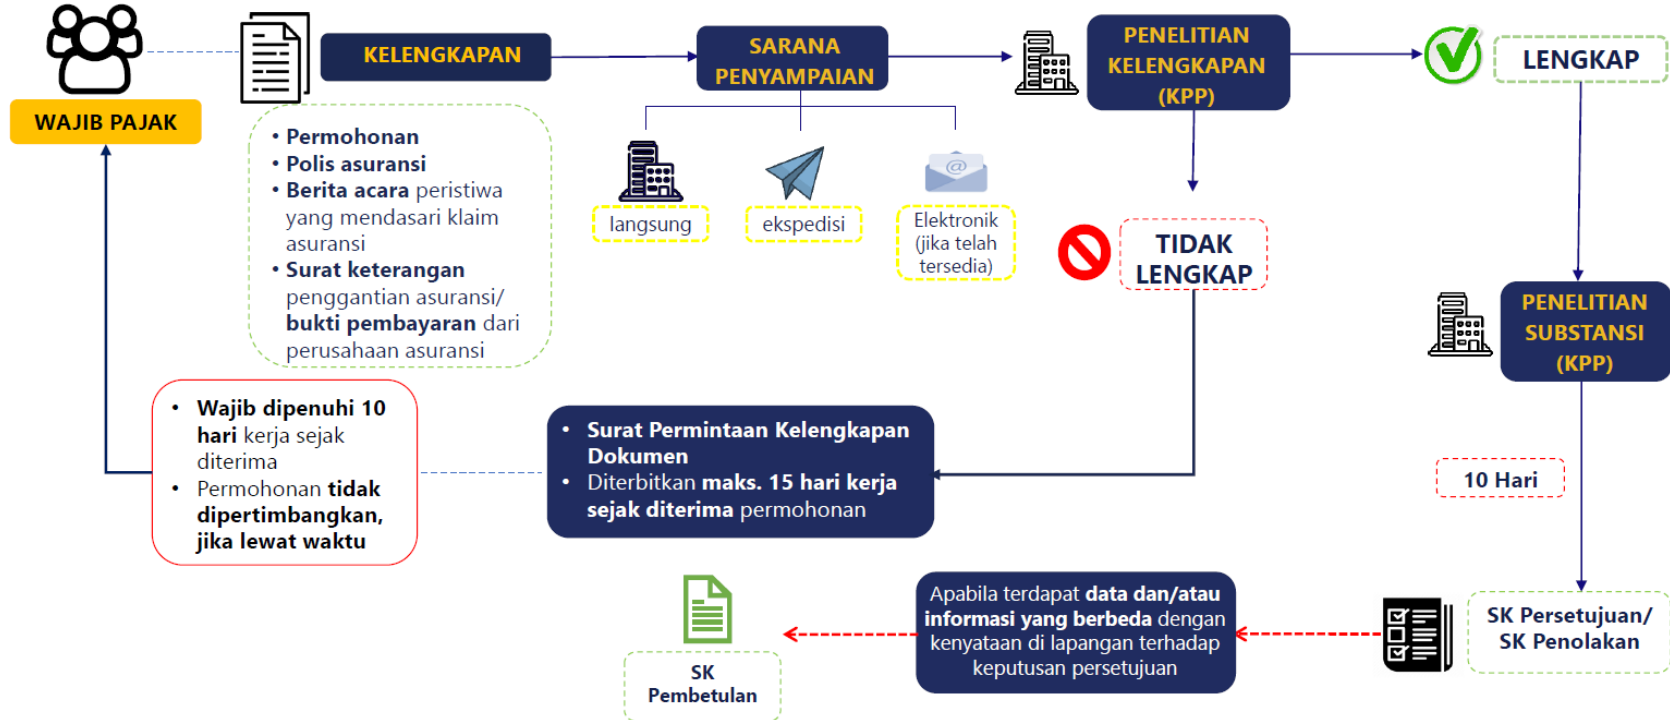 WAJIB PAJAK
KELENGKAPAN
• Permohonan
• Polis asuransi
• Berita acara peristiwa
yang mendasari klaim
asuransi
• Surat keterangan
penggantian asuransi/
bukti pembayaran dari
perusahaan asuransi
SARANA
PENYAMPAIAN
langsung
ekspedisi
@
Elektronik
(jika telah
tersedia)
PENELITIAN
KELENGKAPAN
(KPP)
LENGKAP
TIDAK
LENGKAP
PENELITIAN
SUBSTANSI
(KPP)
• Wajib dipenuhi 10
hari kerja sejak
diterima
• Permohonan tidak
dipertimbangkan,
jika lewat waktu
• Surat Permintaan Kelengkapan
Dokumen
• Diterbitkan maks. 15 hari kerja
sejak diterima permohonan
10 Hari
SK Persetujuan/
SK Penolakan
Apabila terdapat data dan/atau
informasi yang berbeda dengan
kenyataan di lapangan terhadap
keputusan persetujuan
SK
Pembetulan